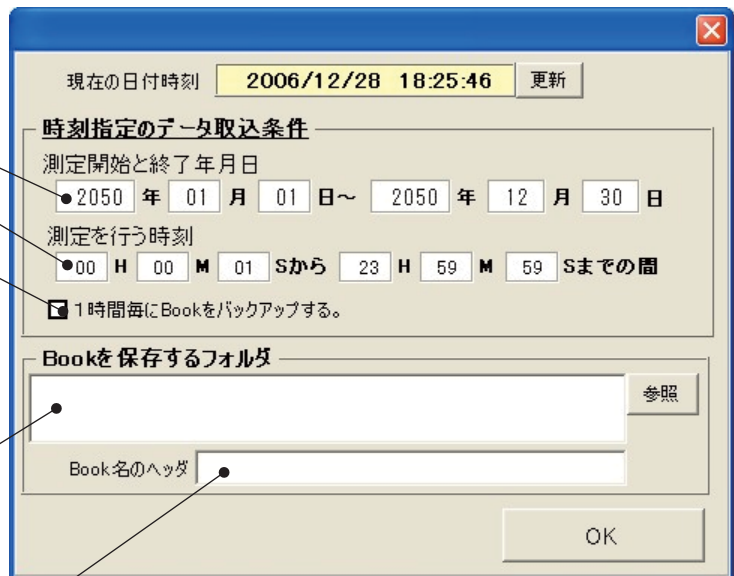 現在の日付時刻 2006/12/28 18:25:46 更新
時刻指定のデータ取込条件
測定開始と終了年月日
2050 年 01 月 01 日～ 2050 年 12 月 30 日
測定を行う時刻
00 H 00 M 01 Sから 23 H 59 M 59 Sまでの間
1時間毎にBookをバックアップする。
Bookを保存するフォルダ
参照
Book名のヘッダ
OK